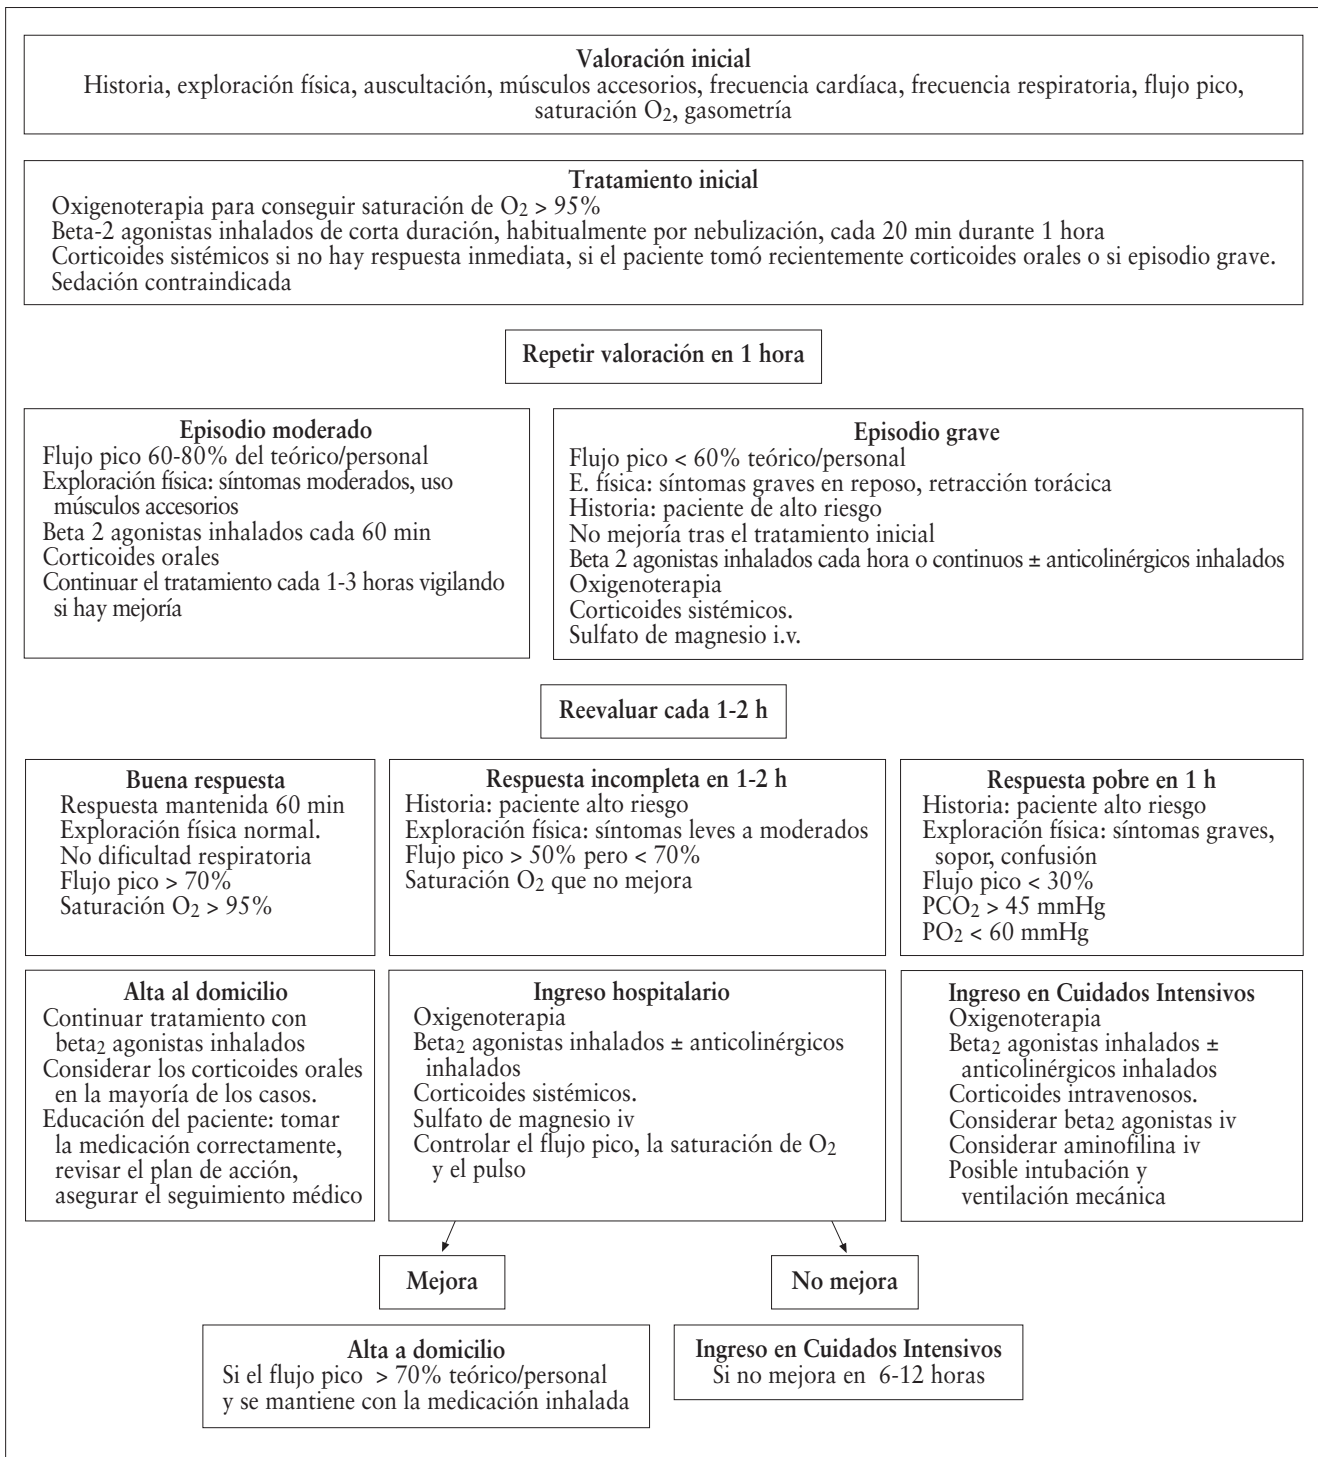 Valoración inicial
Historia, exploración física, auscultación, músculos accesorios, frecuencia cardíaca, frecuencia respiratoria, flujo pico,
saturación O2, gasometría
Tratamiento inicial
Oxigenoterapia para conseguir saturación de O2 > 95%
Beta-2 agonistas inhalados de corta duración, habitualmente por nebulización, cada 20 min durante 1 hora
Corticoides sistémicos si no hay respuesta inmediata, si el paciente tomó recientemente corticoides orales o si episodio grave.
Sedación contraindicada
Repetir valoración en 1 hora
Episodio moderado
Flujo pico 60-80% del teórico/personal
Exploración física: síntomas moderados, uso
músculos accesorios
Beta 2 agonistas inhalados cada 60 min
Corticoides orales
Continuar el tratamiento cada 1-3 horas vigilando
si hay mejoría
Episodio grave
Flujo pico < 60% teórico/personal
E. física: síntomas graves en reposo, retracción torácica
Historia: paciente de alto riesgo
No mejoría tras el tratamiento inicial
Beta 2 agonistas inhalados cada hora o continuos ± anticolinérgicos inhalados
Oxigenoterapia
Corticoides sistémicos.
Sulfato de magnesio i.v.
Reevaluar cada 1-2 h
Buena respuesta
Respuesta mantenida 60 min
Exploración física normal.
No dificultad respiratoria
Flujo pico > 70%
Saturación O2 > 95%
Respuesta incompleta en 1-2 h
Historia: paciente alto riesgo
Exploración física: síntomas leves a moderados
Flujo pico > 50% pero < 70%
Saturación O2 que no mejora
Respuesta pobre en 1 h
Historia: paciente alto riesgo
Exploración física: síntomas graves,
sopor, confusión
Flujo pico < 30%
PCO2 > 45 mmHg
PO2 < 60 mmHg
Alta al domicilio
Continuar tratamiento con
beta2 agonistas inhalados
Considerar los corticoides orales
en la mayoría de los casos.
Educación del paciente: tomar
la medicación correctamente,
revisar el plan de acción,
asegurar el seguimiento médico
Ingreso hospitalario
Oxigenoterapia
Beta2 agonistas inhalados ± anticolinérgicos
inhalados
Corticoides sistémicos.
Sulfato de magnesio iv
Controlar el flujo pico, la saturación de O2
y el pulso
Ingreso en Cuidados Intensivos
Oxigenoterapia
Beta2 agonistas inhalados ±
anticolinérgicos inhalados
Corticoides intravenosos.
Considerar beta2 agonistas iv
Considerar aminofilina iv
Posible intubación y
ventilación mecánica
Mejora
No mejora
Alta a domicilio
Si el flujo pico > 70% teórico/personal
y se mantiene con la medicación inhalada
Ingreso en Cuidados Intensivos
Si no mejora en 6-12 horas